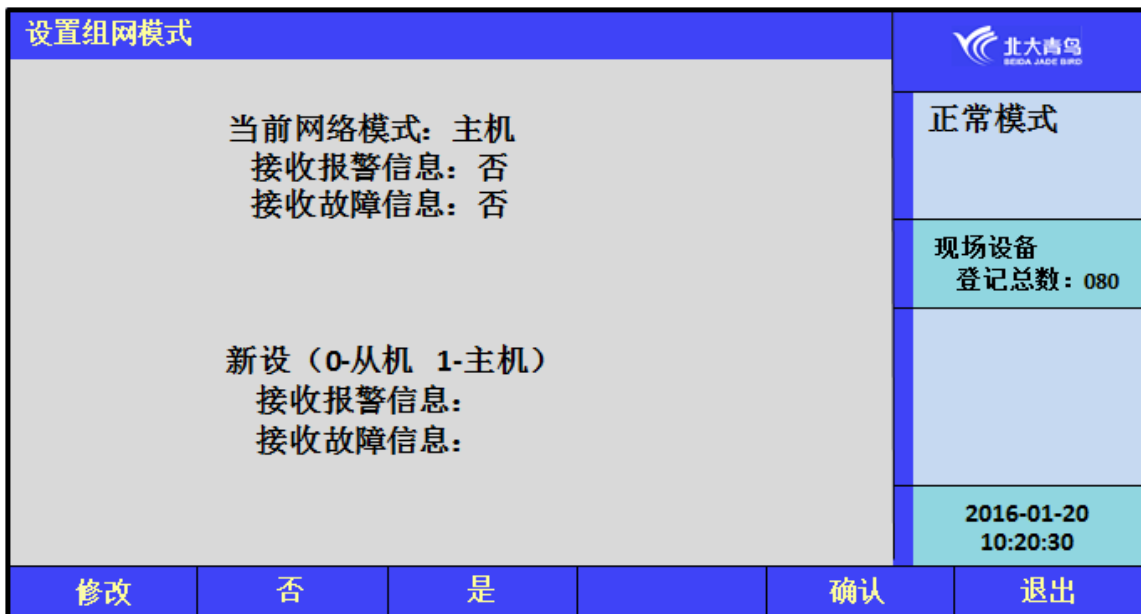 设置组网模式
北大青鸟
BEIDA JADE BIRD
当前网络模式：主机
接收报警信息：否
接收故障信息：否
正常模式
现场设备
登记总数：080
新设（0-从机 1-主机）
接收报警信息：
接收故障信息：
2016-01-20
10:20:30
修改 否 是 确认 退出